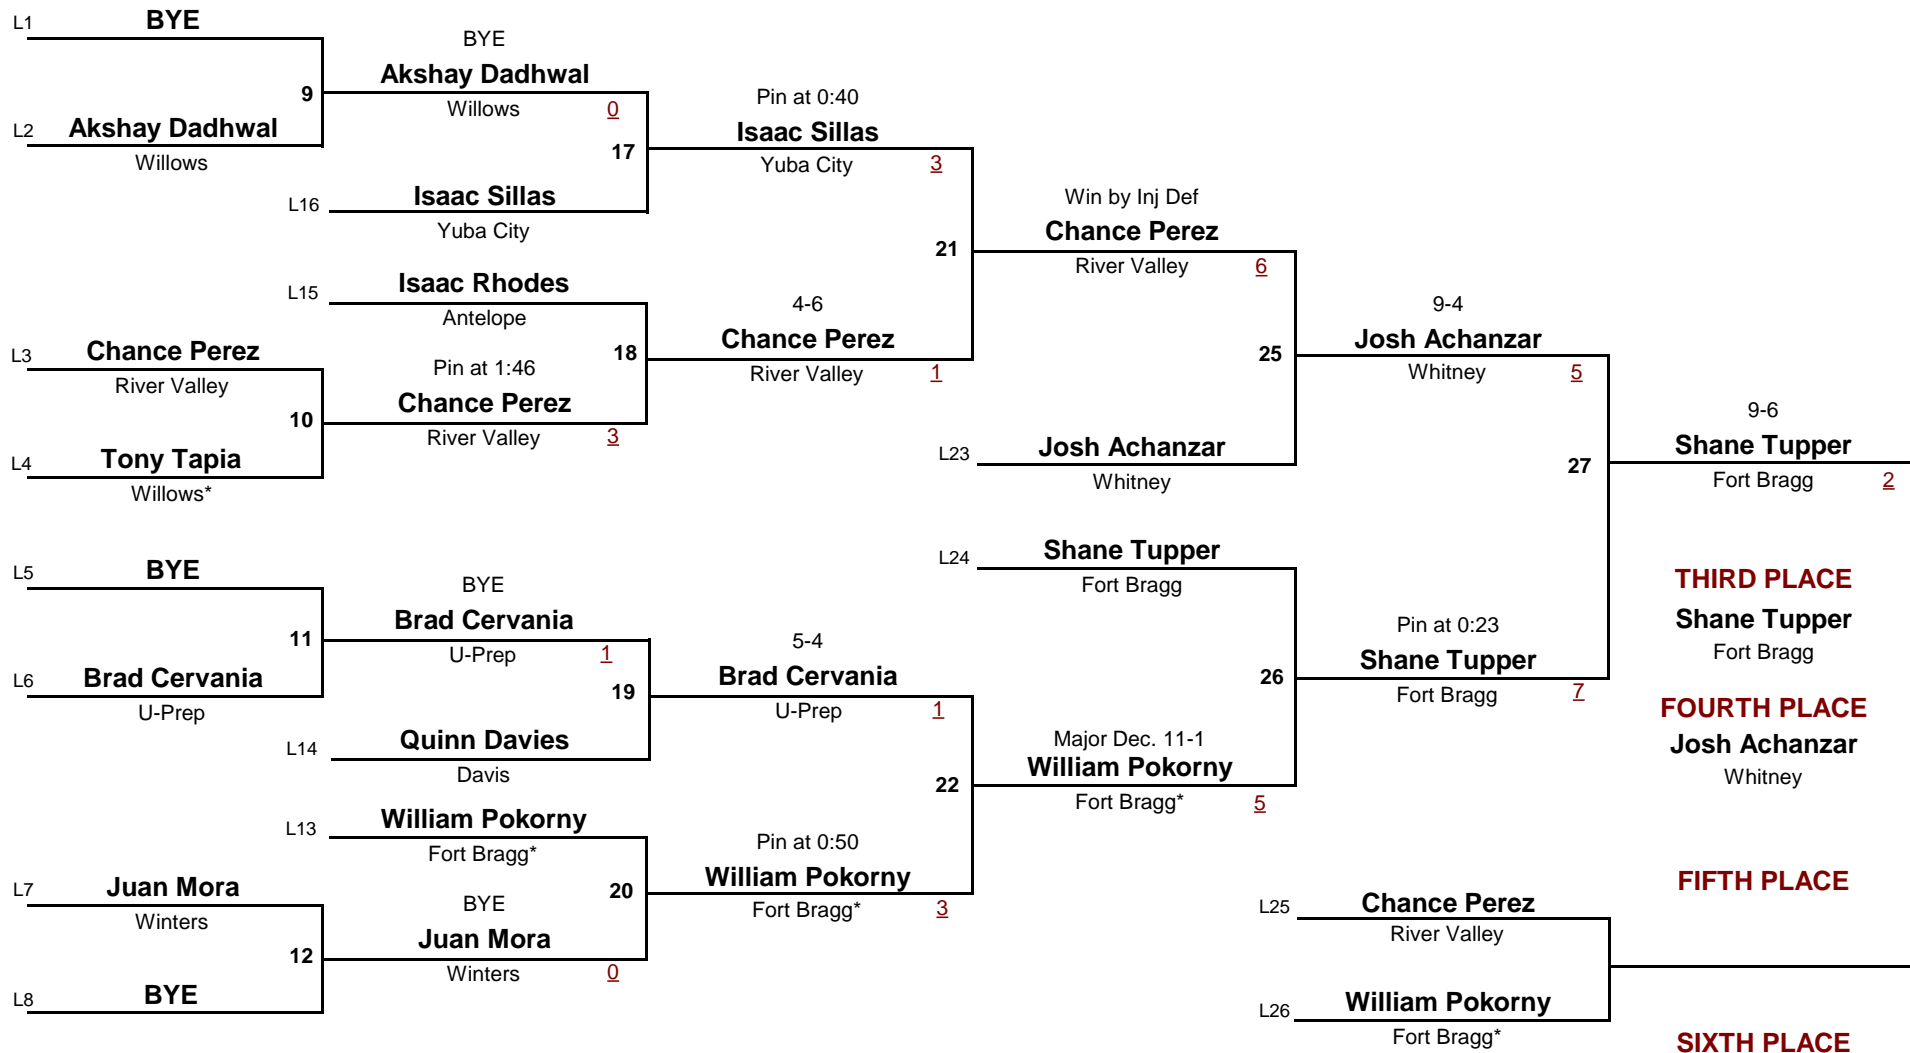 L1 BYE
9
L2 Akshay Dadhwal
Willows
BYE
Akshay Dadhwal
Willows 0
17
L16 Isaac Sillas
Yuba City
Pin at 0:40
Isaac Sillas
Yuba City 3
L15 Isaac Rhodes
Antelope
18
L3 Chance Perez
River Valley
10
L4 Tony Tapia
Willows*
Pin at 1:46
Chance Perez
River Valley 3
4-6
Chance Perez
River Valley 1
21
Win by Inj Def
Chance Perez
River Valley 6
25
L23 Josh Achanzar
Whitney
9-4
Josh Achanzar
Whitney 5
27
9-6
Shane Tupper
Fort Bragg 2
L5 BYE
11
L6 Brad Cervania
U-Prep
BYE
Brad Cervania
U-Prep 1
19
L14 Quinn Davies
Davis
5-4
Brad Cervania
U-Prep 1
22
L13 William Pokorny
Fort Bragg*
20
L7 Juan Mora
Winters
12
L8 BYE
BYE
Juan Mora
Winters 0
Pin at 0:50
William Pokorny
Fort Bragg* 3
L24 Shane Tupper
Fort Bragg
26
Major Dec. 11-1
William Pokorny
Fort Bragg* 5
Pin at 0:23
Shane Tupper
Fort Bragg 7
THIRD PLACE
Shane Tupper
Fort Bragg
FOURTH PLACE
Josh Achanzar
Whitney
FIFTH PLACE
L25 Chance Perez
River Valley
L26 William Pokorny
Fort Bragg*
SIXTH PLACE